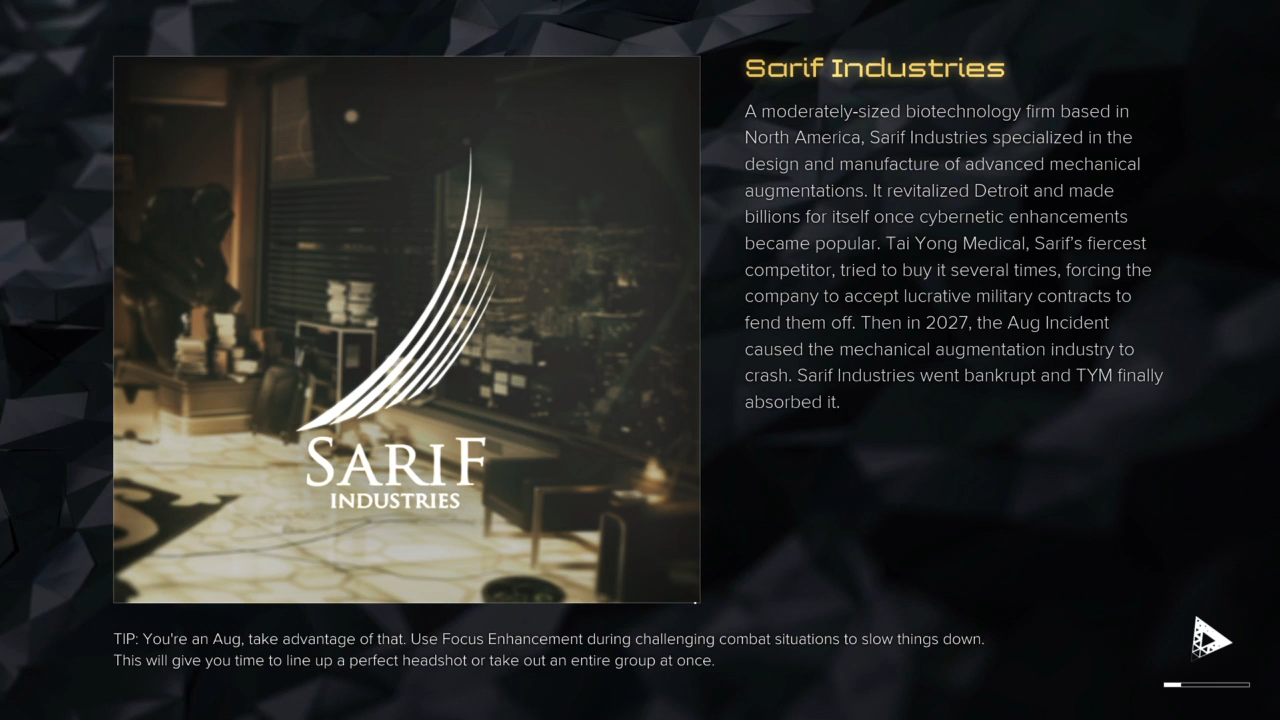 Sarif Industries
A moderately-sized biotechnology firm based in
North America, Sarif Industries specialized in the
design and manufacture of advanced mechanical
augmentations. It revitalized Detroit and made
billions for itself once cybernetic enhancements
became popular. Tai Yong Medical, Sarif's fiercest
competitor, tried to buy it several times, forcing the
company to accept lucrative military contracts to
fend them off. Then in 2027, the Aug Incident
caused the mechanical augmentation industry to
crash. Sarif Industries went bankrupt and TYM finally
absorbed it.
SARIF
INDUSTRIES
TIP: You're an Aug, take advantage of that. Use Focus Enhancement during challenging combat situations to slow things down.
This will give you time to line up a perfect headshot or take out an entire group at once.